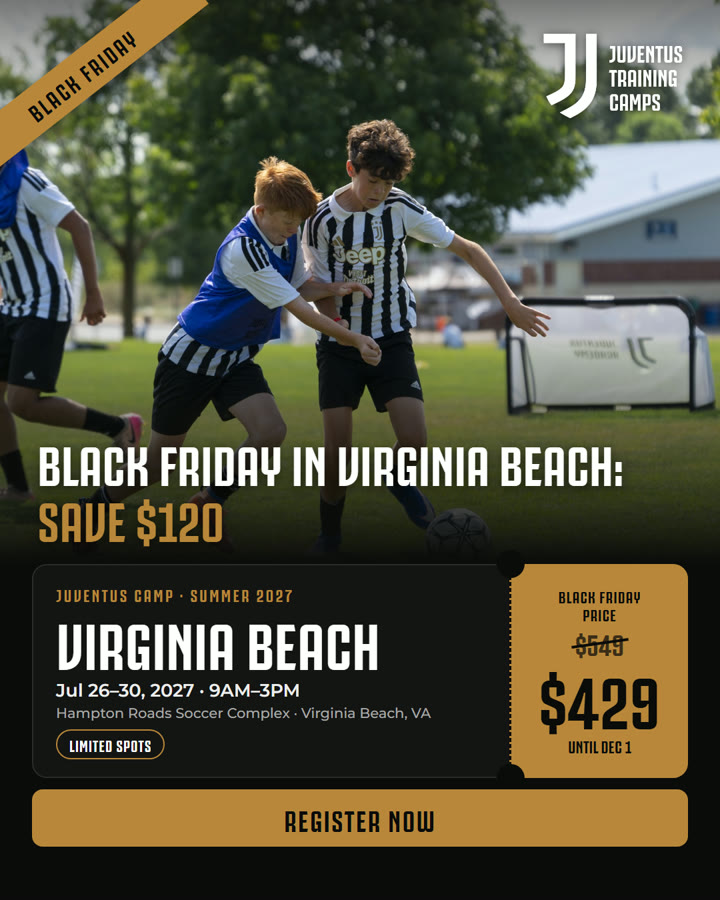 BLACK FRIDAY
JUVENTUS
TRAINING
CAMPS
Jeep
BLACK FRIDAY IN VIRGINIA BEACH:
SAVE $120
JUVENTUS CAMP · SUMMER 2027
VIRGINIA BEACH
Jul 26–30, 2027 · 9AM–3PM
Hampton Roads Soccer Complex · Virginia Beach, VA
LIMITED SPOTS
BLACK FRIDAY
PRICE
$549
$429
UNTIL DEC 1
REGISTER NOW